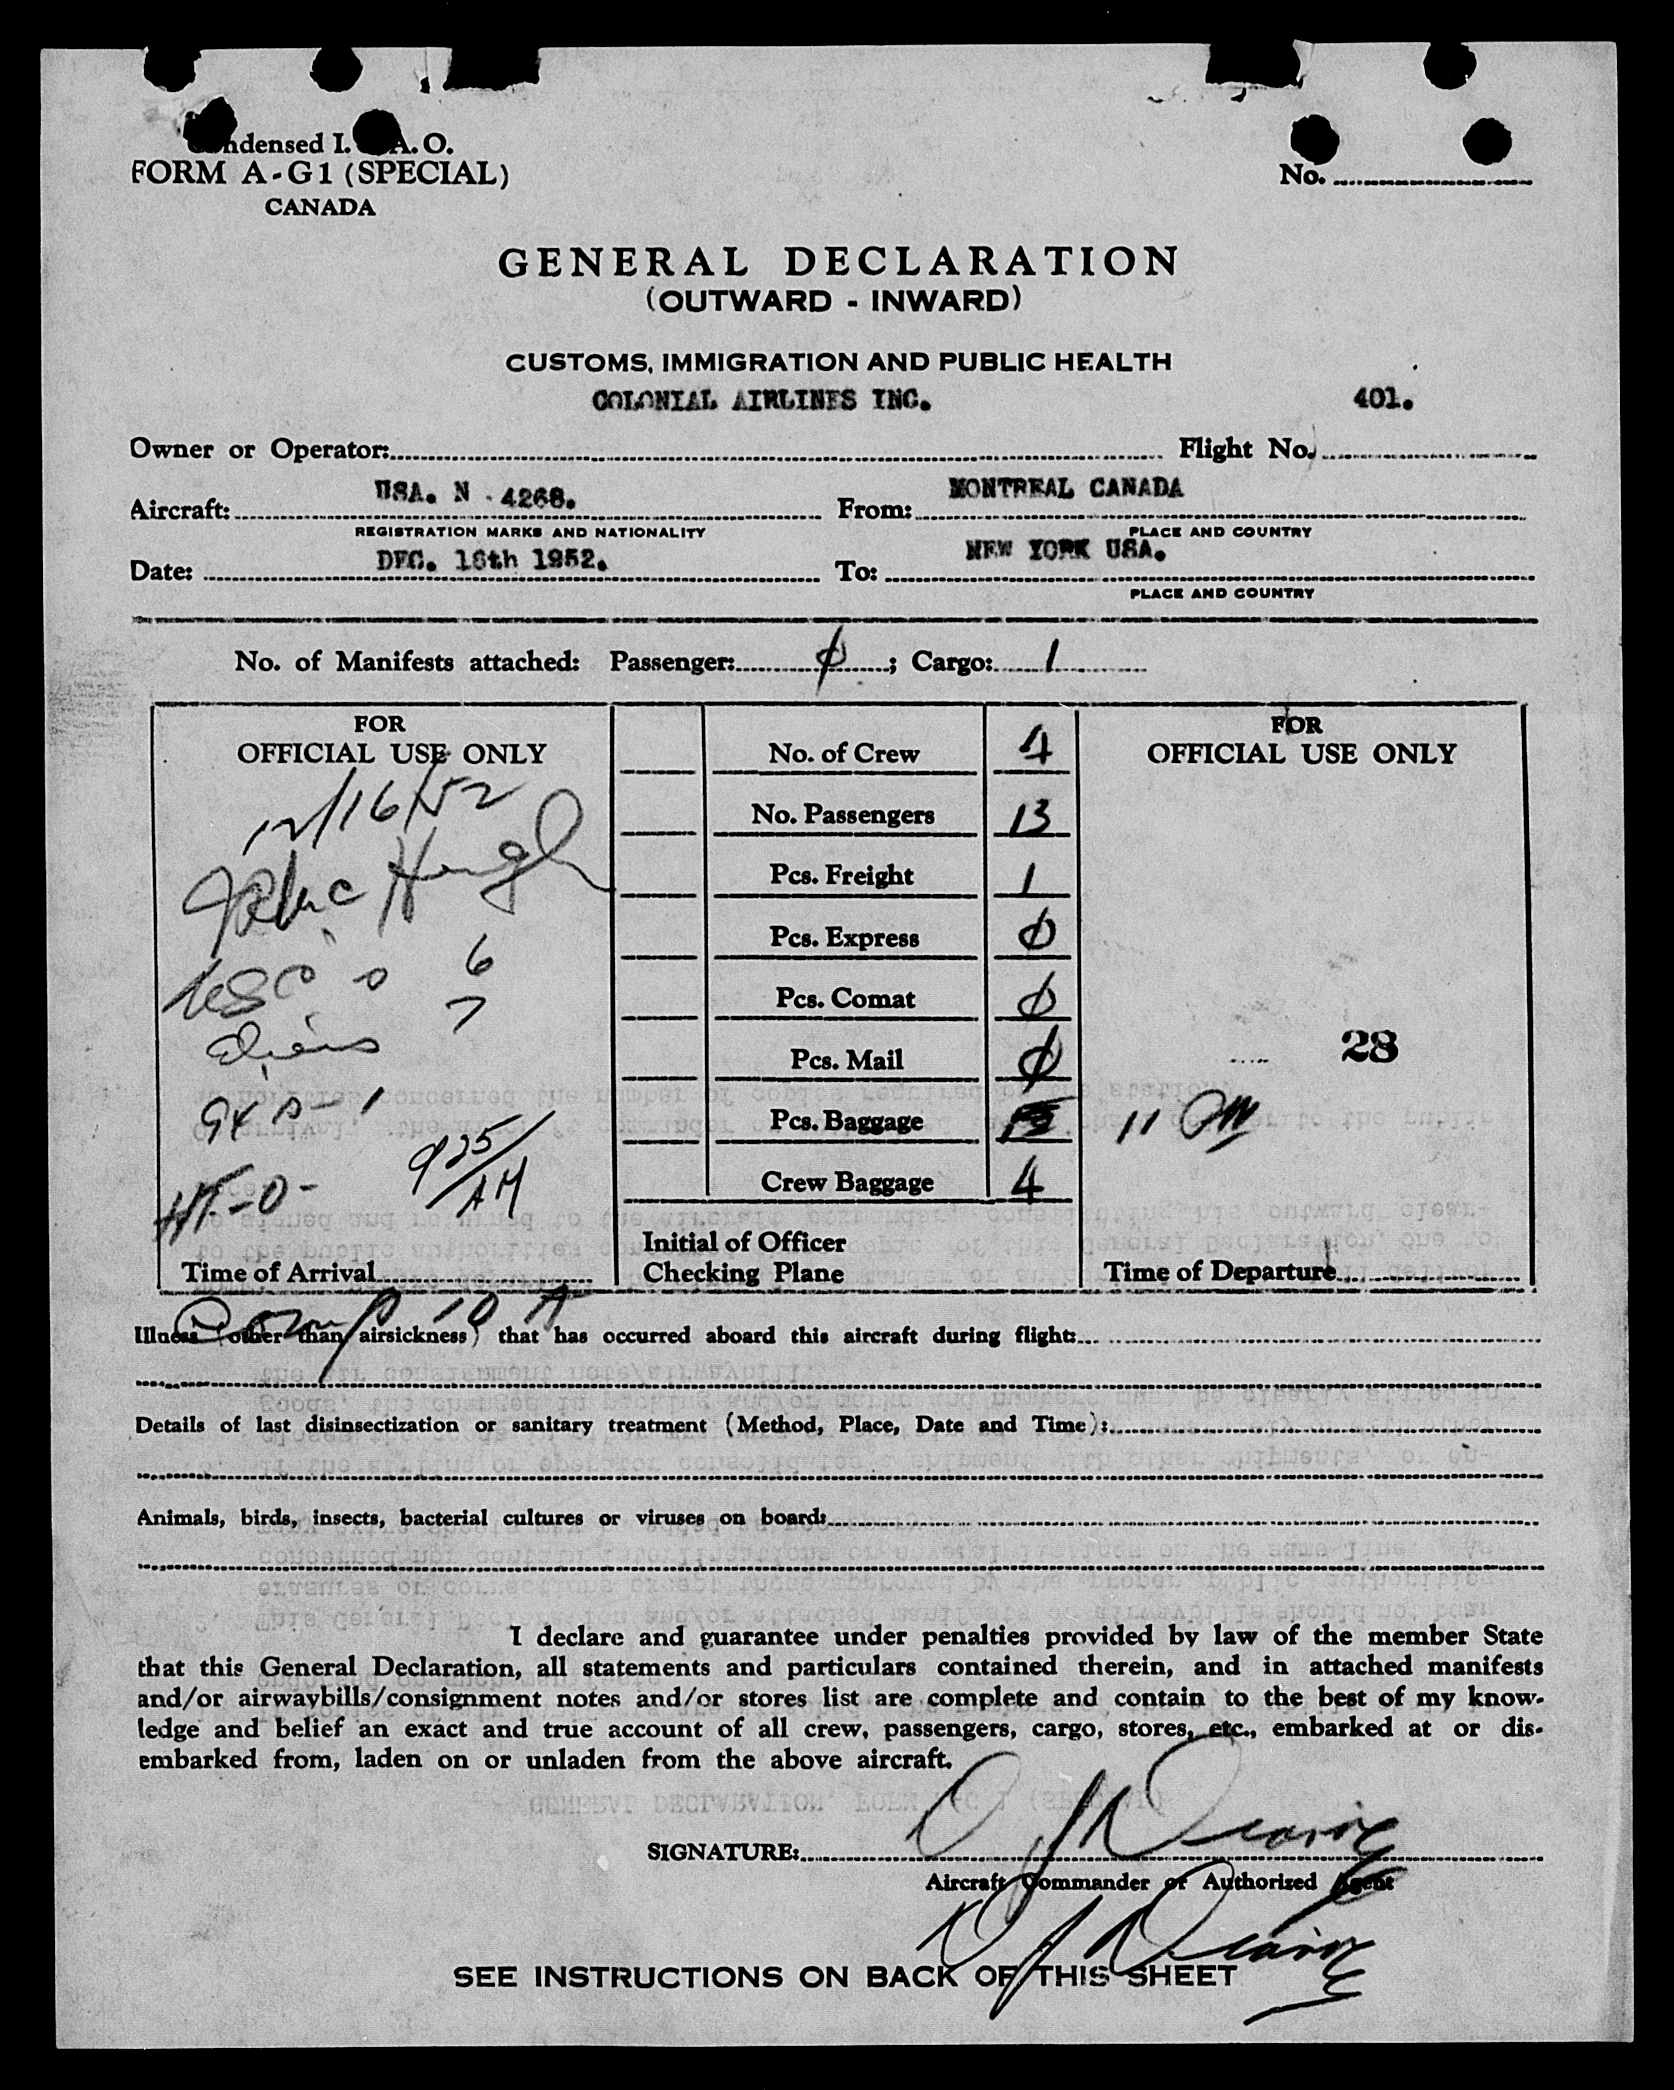 ndensed I. A.O.
FORM A-G1 (SPECIAL)
CANADA
No.
GENERAL DECLARATION
(OUTWARD - INWARD)
CUSTOMS, IMMIGRATION AND PUBLIC HEALTH
COLONIAL AIRLINES INC. 401.
Owner or Operator: Flight No.
USA. N 4268. MONTREAL CANADA
Aircraft: From:
REGISTRATION MARKS AND NATIONALITY PLACE AND COUNTRY
DEC. 16th 1952. NEW YORK USA.
Date: To:
PLACE AND COUNTRY
No. of Manifests attached: Passenger: 0; Cargo: 1
FOR
OFFICIAL USE ONLY
12/16/52
USC 0 6
Aliens 7
925/AM
HT. -0-
Time of Arrival
No. of Crew 4
No. Passengers 13
Pcs. Freight 1
Pcs. Express 0
Pcs. Comat 0
Pcs. Mail 0
Pcs. Baggage
Crew Baggage 4
Initial of Officer
Checking Plane
FOR
OFFICIAL USE ONLY
28
11
Time of Departure
Illness (other than airsickness) that has occurred aboard this aircraft during flight:
Details of last disinsectization or sanitary treatment (Method, Place, Date and Time):
Animals, birds, insects, bacterial cultures or viruses on board:
I declare and guarantee under penalties provided by law of the member State
that this General Declaration, all statements and particulars contained therein, and in attached manifests
and/or airwaybills/consignment notes and/or stores list are complete and contain to the best of my know-
ledge and belief an exact and true account of all crew, passengers, cargo, stores, etc., embarked at or dis-
embarked from, laden on or unladen from the above aircraft.
SIGNATURE:
Aircraft Commander or Authorized Agent
SEE INSTRUCTIONS ON BACK OF THIS SHEET